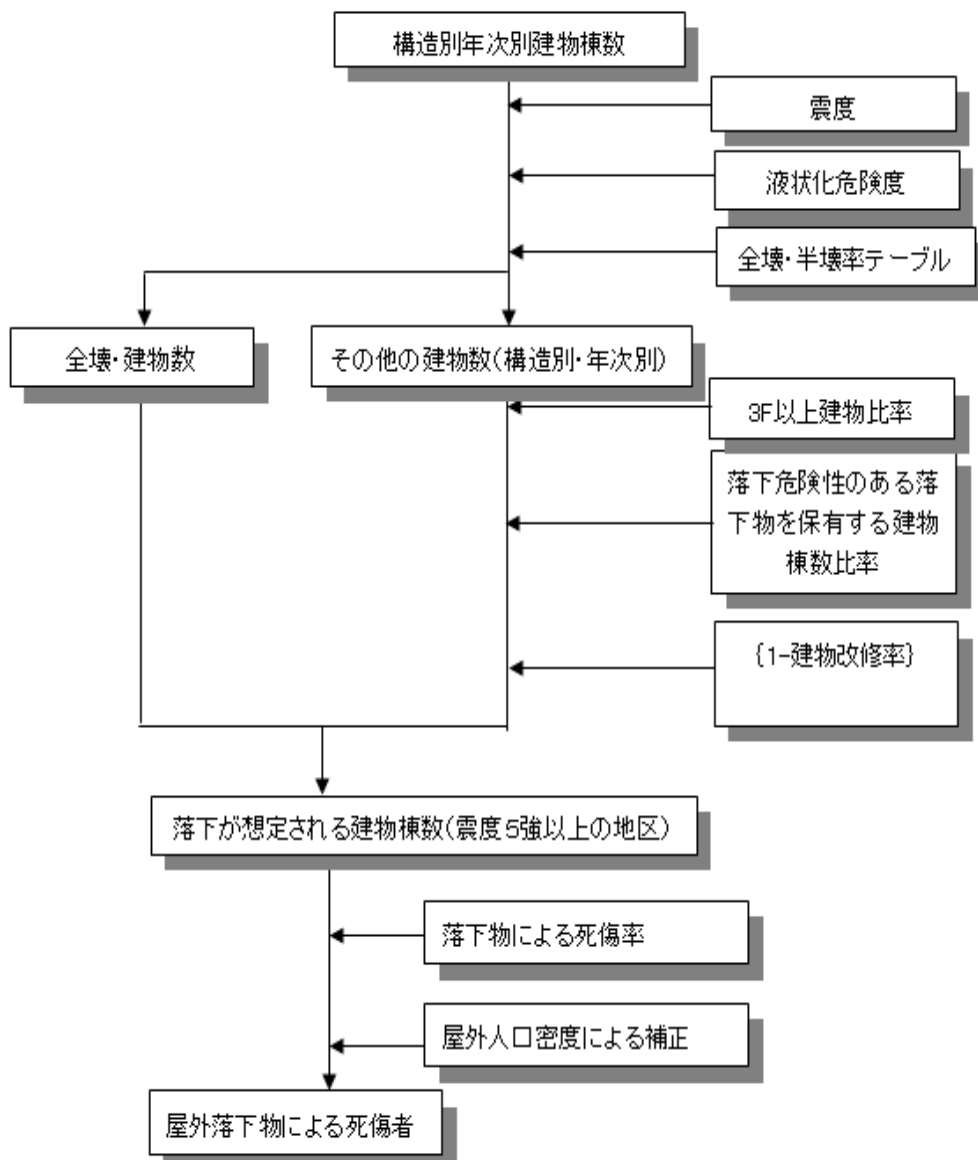 構造別年次別建物棟数
震度
液状化危険度
全壊・半壊率テーブル
全壊・建物数
その他の建物数(構造別・年次別)
3F以上建物比率
落下危険性のある落
下物を保有する建物
棟数比率
{1-建物改修率}
落下が想定される建物棟数(震度5強以上の地区)
落下物による死傷率
屋外人口密度による補正
屋外落下物による死傷者